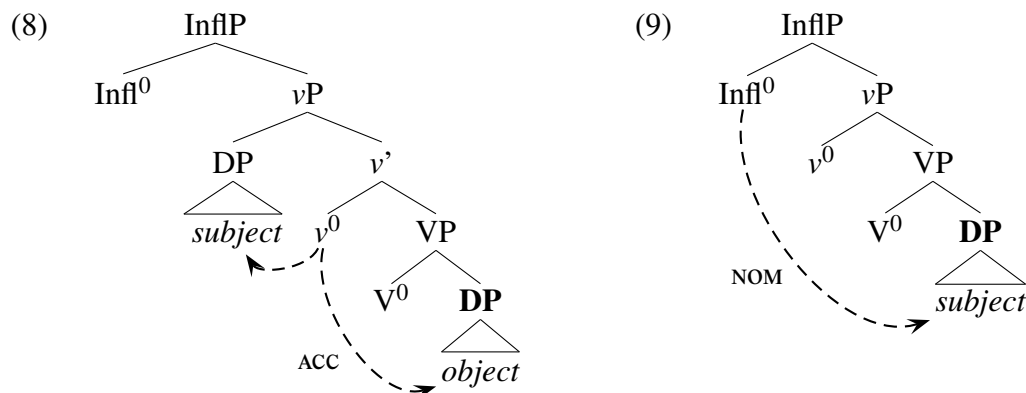 (8)
InflP
Infl⁰ vP
DP v’
subject v⁰ VP
V⁰ DP
ACC
object
(9)
InflP
Infl⁰ vP
v⁰ VP
V⁰ DP
NOM
subject